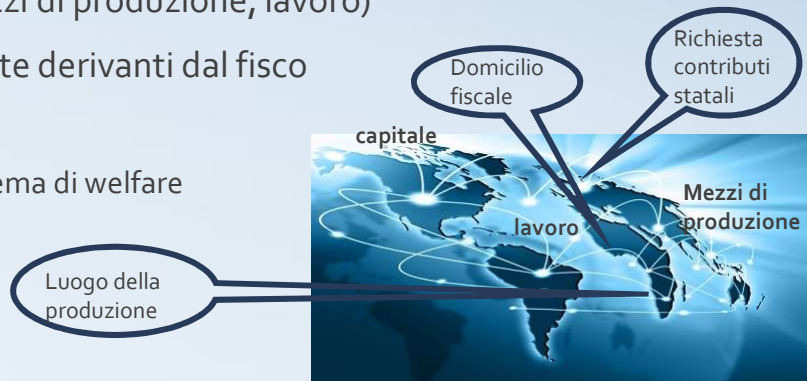 zzi di produzione, lavoro)
te derivanti dal fisco
ema di welfare
Domicilio
fiscale
Richiesta
contributi
statali
capitale
lavoro
Mezzi di
produzione
Luogo della
produzione